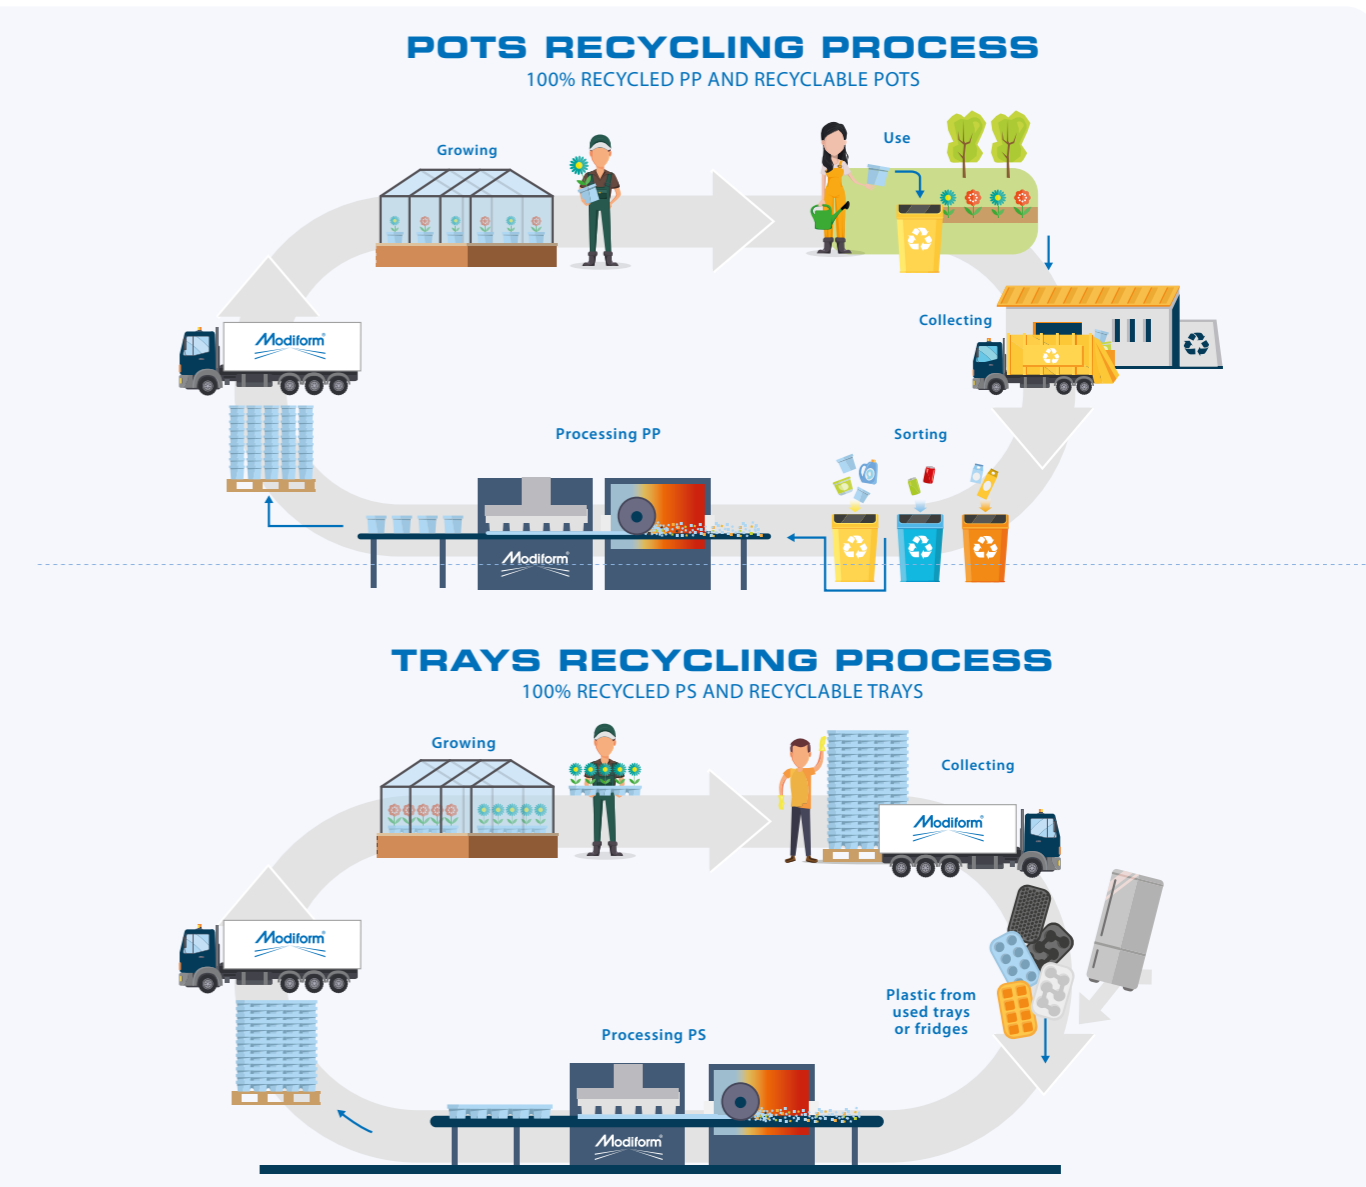 POTS RECYCLING PROCESS
100% RECYCLED PP AND RECYCLABLE POTS
Growing
Use
Modiform®
Collecting
Processing PP
Sorting
Modiform®
TRAYS RECYCLING PROCESS
100% RECYCLED PS AND RECYCLABLE TRAYS
Growing
Collecting
Modiform®
Modiform®
Plastic from
used trays
or fridges
Processing PS
Modiform®